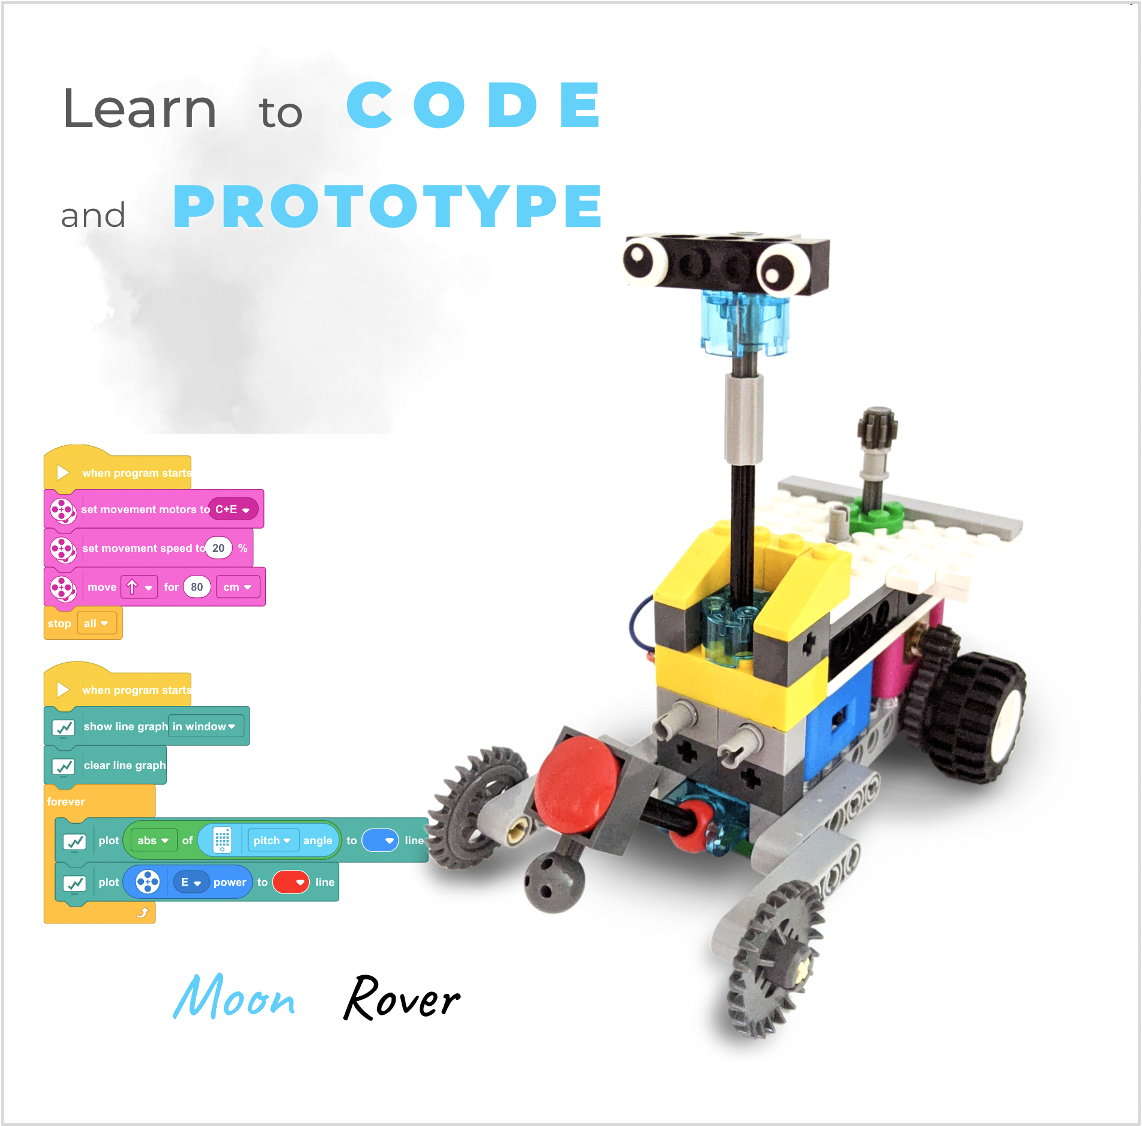 Learn to CODE
and PROTOTYPE
when program starts
set movement motors to C+E
set movement speed to 20 %
move ↑ for 80 cm
stop all
when program starts
show line graph in window
clear line graph
forever
plot abs of pitch angle to line
plot E power to line
Moon Rover